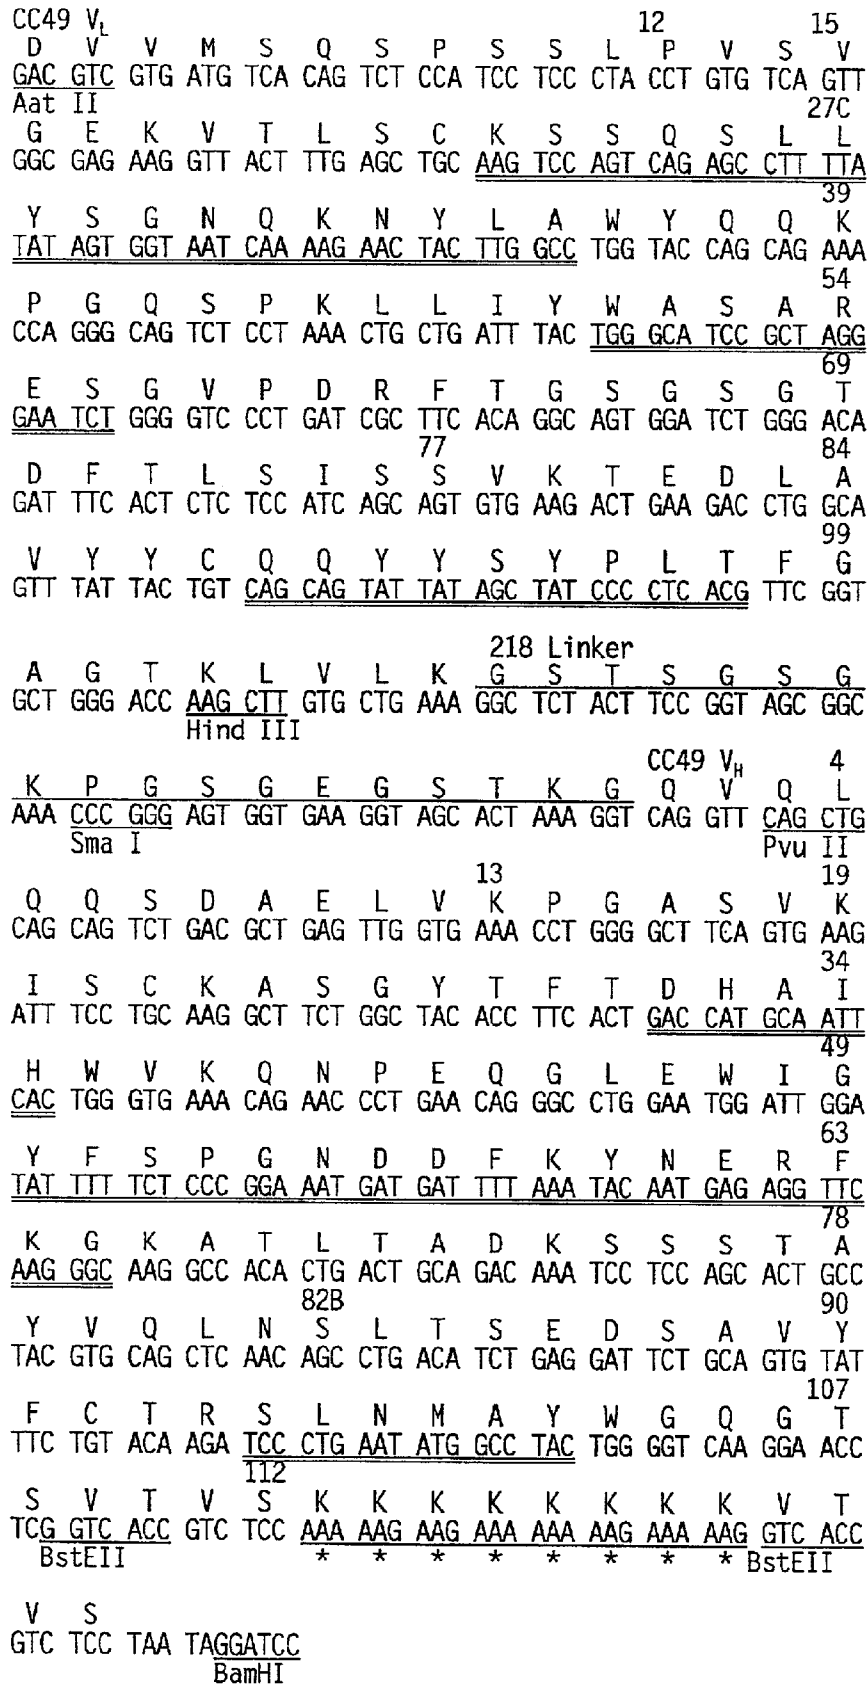 CC49 VL 12 15
D V V M S Q S P S S L P V S V
GAC GTC GTG ATG TCA CAG TCT CCA TCC TCC CTA CCT GTG TCA GTT
Aat II 27C
G E K V T L S C K S S Q S L L
GGC GAG AAG GTT ACT TTG AGC TGC AAG TCC AGT CAG AGC CTT TTA
39
Y S G N Q K N Y L A W Y Q Q K
TAT AGT GGT AAT CAA AAG AAC TAC TTG GCC TGG TAC CAG CAG AAA
54
P G Q S P K L L I Y W A S A R
CCA GGG CAG TCT CCT AAA CTG CTG ATT TAC TGG GCA TCC GCT AGG
69
E S G V P D R F T G S G S G T
GAA TCT GGG GTC CCT GAT CGC TTC ACA GGC AGT GGA TCT GGG ACA
77 84
D F T L S I S S V K T E D L A
GAT TTC ACT CTC TCC ATC AGC AGT GTG AAG ACT GAA GAC CTG GCA
99
V Y Y C Q Q Y Y S Y P L T F G
GTT TAT TAC TGT CAG CAG TAT TAT AGC TAT CCC CTC ACG TTC GGT
218 Linker
A G T K L V L K G S T S G S G
GCT GGG ACC AAG CTT GTG CTG AAA GGC TCT ACT TCC GGT AGC GGC
Hind III
CC49 VH 4
K P G S G E G S T K G Q V Q L
AAA CCC GGG AGT GGT GAA GGT AGC ACT AAA GGT CAG GTT CAG CTG
Sma I Pvu II
13 19
Q Q S D A E L V K P G A S V K
CAG CAG TCT GAC GCT GAG TTG GTG AAA CCT GGG GCT TCA GTG AAG
34
I S C K A S G Y T F T D H A I
ATT TCC TGC AAG GCT TCT GGC TAC ACC TTC ACT GAC CAT GCA ATT
49
H W V K Q N P E Q G L E W I G
CAC TGG GTG AAA CAG AAC CCT GAA CAG GGC CTG GAA TGG ATT GGA
63
Y F S P G N D D F K Y N E R F
TAT TTT TCT CCC GGA AAT GAT GAT TTT AAA TAC AAT GAG AGG TTC
78
K G K A T L T A D K S S S T A
AAG GGC AAG GCC ACA CTG ACT GCA GAC AAA TCC TCC AGC ACT GCC
82B 90
Y V Q L N S L T S E D S A V Y
TAC GTG CAG CTC AAC AGC CTG ACA TCT GAG GAT TCT GCA GTG TAT
107
F C T R S L N M A Y W G Q G T
TTC TGT ACA AGA TCC CTG AAT ATG GCC TAC TGG GGT CAA GGA ACC
112
S V T V S K K K K K K K K V T
TCG GTC ACC GTC TCC AAA AAG AAG AAA AAA AAG AAA AAG GTC ACC
BstEII * * * * * * * * BstEII
V S
GTC TCC TAA TAGGATCC
BamHI